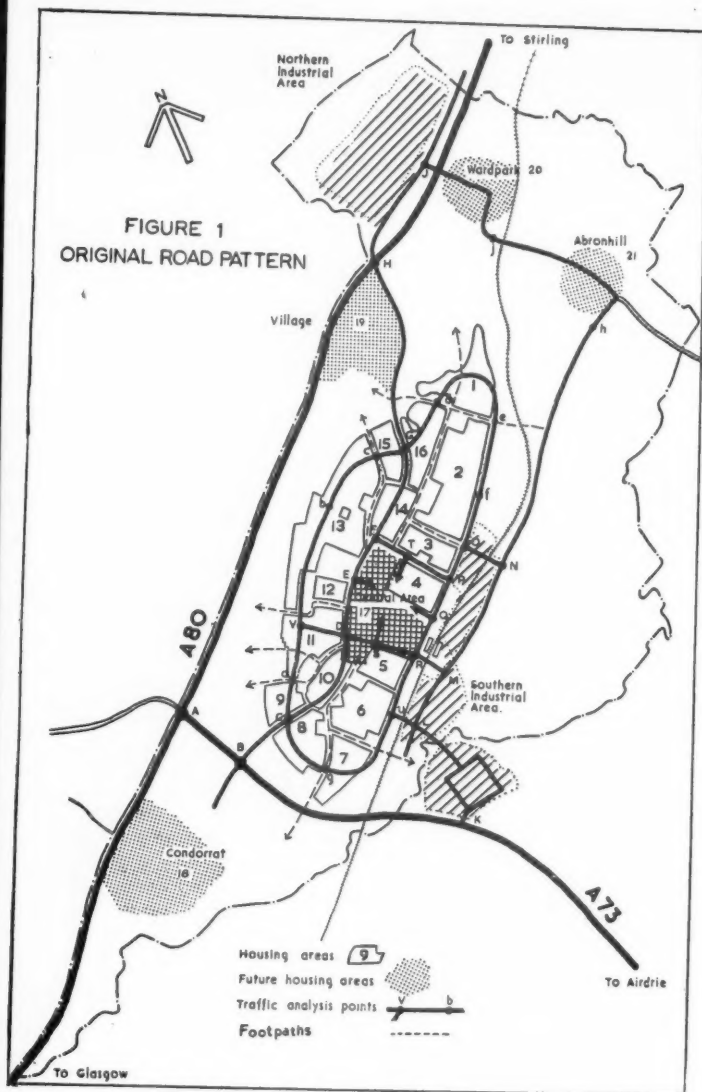 To Stirling
Northern
Industrial
Area
N
J
Wardpark 20
FIGURE 1
ORIGINAL ROAD PATTERN
j
Abronhill
21
H
Village
19
h
1
b
e
15
16
2
f
13
14
F
3
T
N
P
4
E
12
Central Area
17
Q
V
11
R
5
M
10
Southern
Industrial
Area.
9
6
U
8
7
g
A80
A
B
K
Condorrat
18
A73
Housing areas 9
Future housing areas
Traffic analysis points V b
Footpaths
To Airdrie
To Glasgow